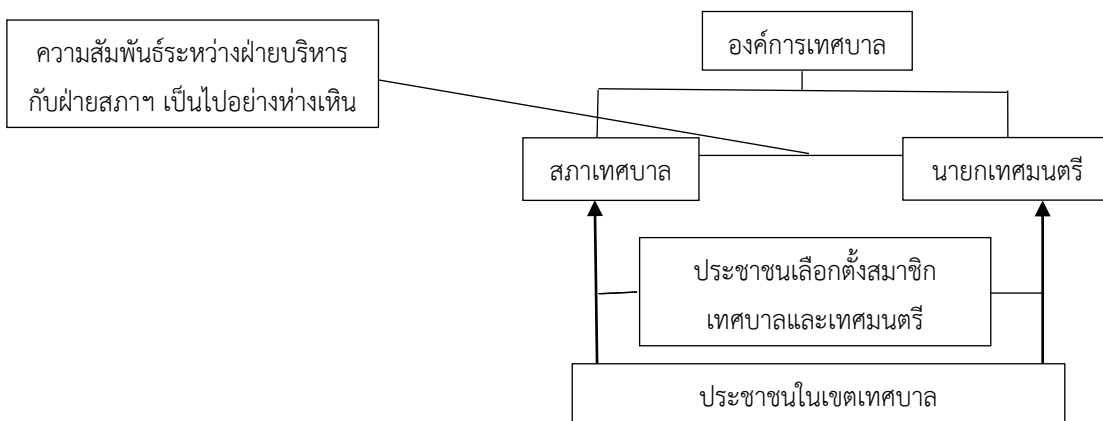 ความสัมพันธ์ระหว่างฝ่ายบริหาร
กับฝ่ายสภาฯ เป็นไปอย่างห่างเหิน
องค์การเทศบาล
สภาเทศบาล
นายกเทศมนตรี
ประชาชนเลือกตั้งสมาชิก
เทศบาลและเทศมนตรี
ประชาชนในเขตเทศบาล